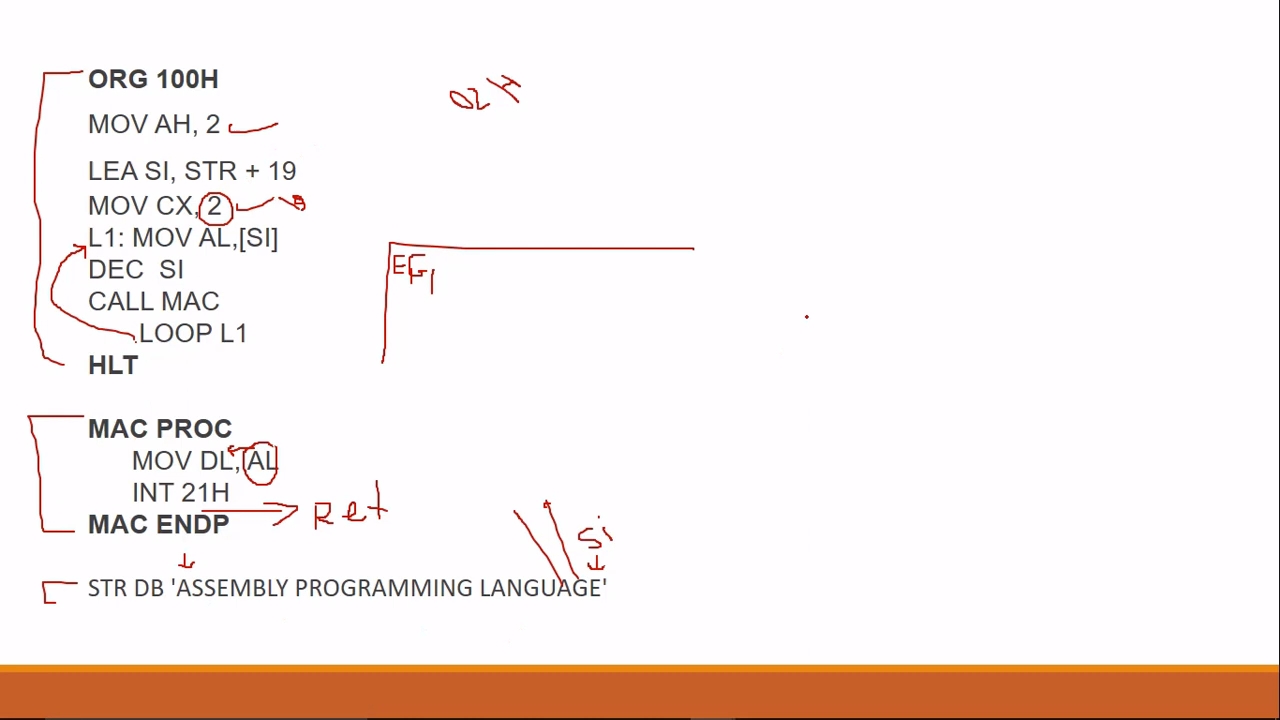 ORG 100H
02H
MOV AH, 2
LEA SI, STR + 19
MOV CX, 2
L1: MOV AL,[SI]
EG
DEC SI
CALL MAC
LOOP L1
HLT
MAC PROC
MOV DL, AL
INT 21H
Ret
MAC ENDP
Si
STR DB 'ASSEMBLY PROGRAMMING LANGUAGE'